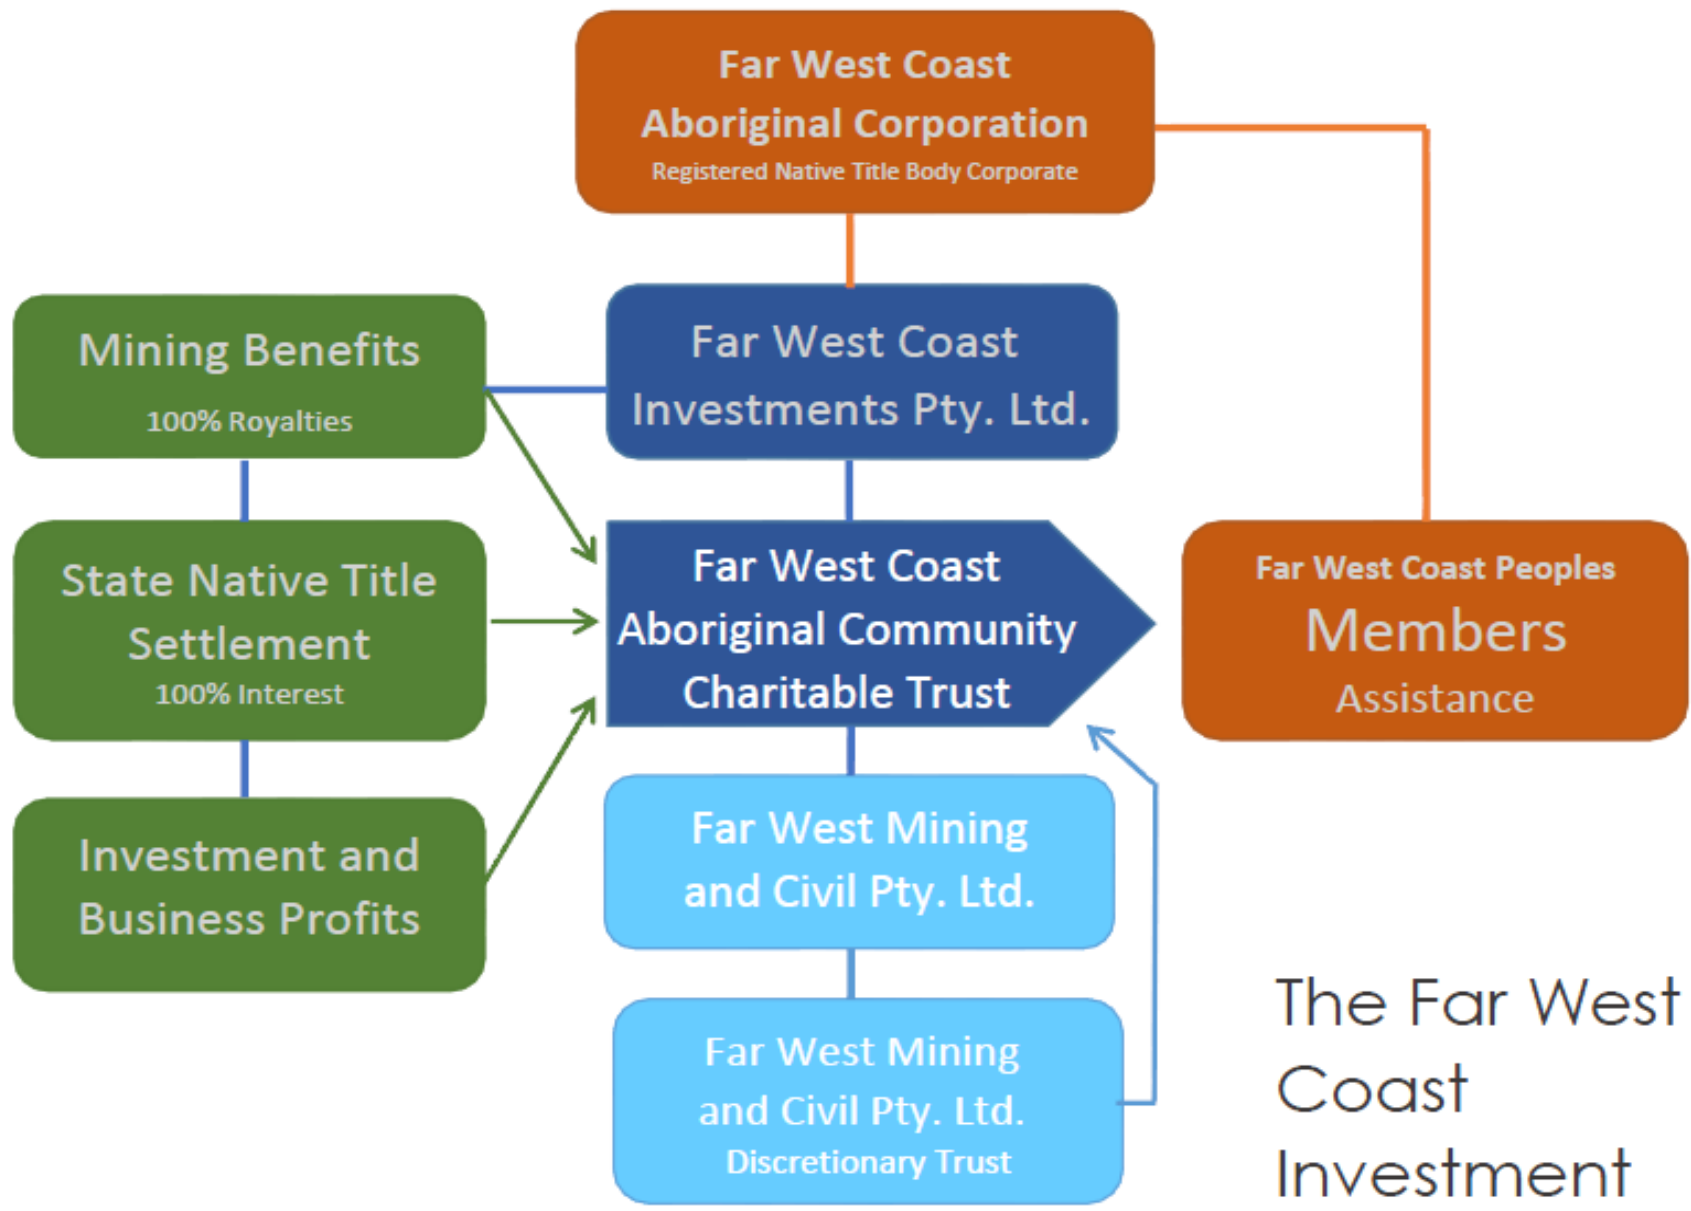 Far West Coast
Aboriginal Corporation
Registered Native Title Body Corporate
Mining Benefits
100% Royalties
Far West Coast
Investments Pty. Ltd.
State Native Title
Settlement
100% Interest
Far West Coast
Aboriginal Community
Charitable Trust
Far West Coast Peoples
Members
Assistance
Investment and
Business Profits
Far West Mining
and Civil Pty. Ltd.
Far West Mining
and Civil Pty. Ltd.
Discretionary Trust
The Far West
Coast
Investment